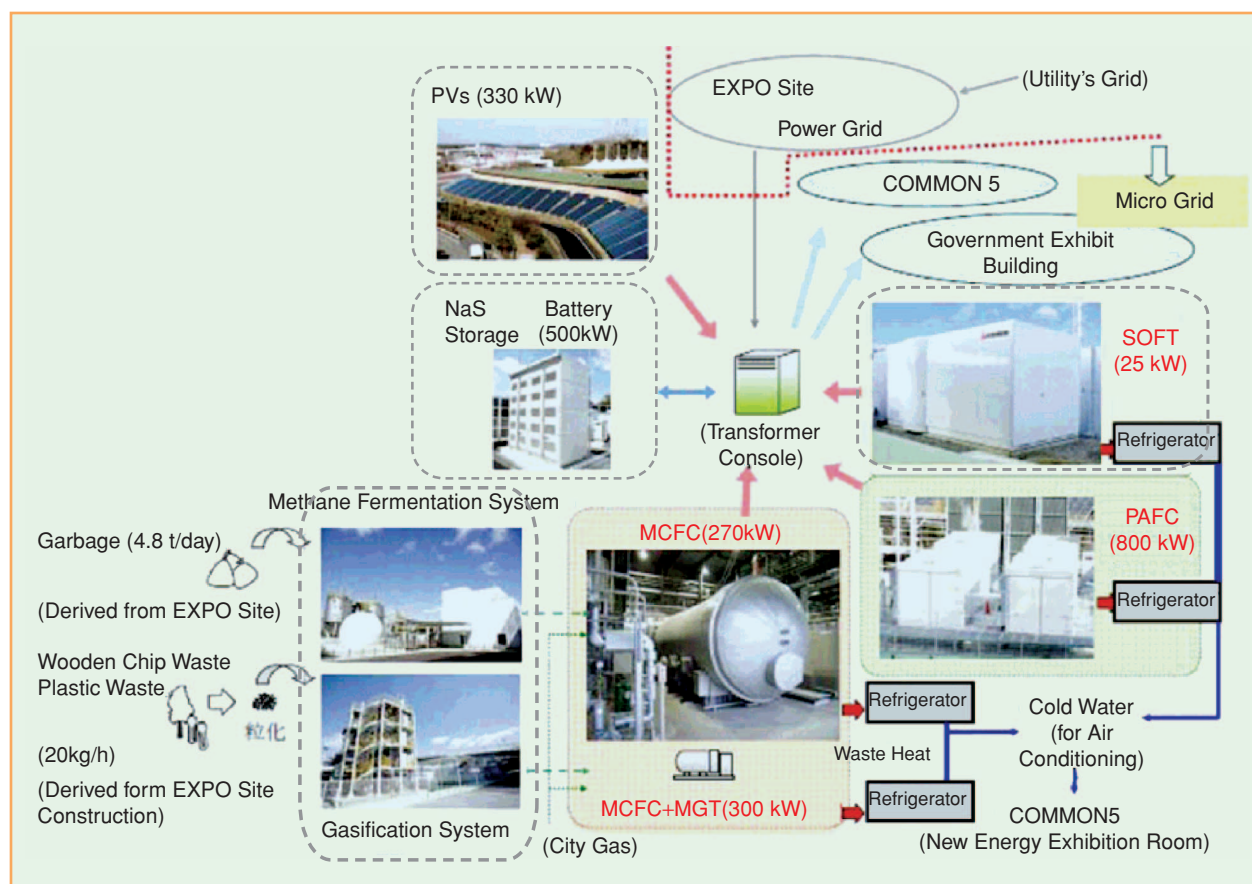 PVs (330 kW)
EXPO Site
Power Grid
(Utility's Grid)
COMMON 5
Micro Grid
Government Exhibit
Building
NaS Battery
Storage (500kW)
(Transformer
Console)
SOFT
(25 kW)
Refrigerator
PAFC
(800 kW)
Refrigerator
Methane Fermentation System
Garbage (4.8 t/day)
(Derived from EXPO Site)
Wooden Chip Waste
Plastic Waste
粒化
(20kg/h)
(Derived form EXPO Site
Construction)
Gasification System
MCFC(270kW)
MCFC+MGT(300 kW)
(City Gas)
Refrigerator
Waste Heat
Refrigerator
Cold Water
(for Air
Conditioning)
COMMON5
(New Energy Exhibition Room)